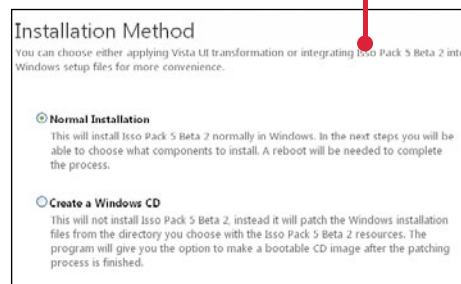 Installation Method
You can choose either applying Vista UI transformation or integrating Isso Pack 5 Beta 2 into
Windows setup files for more convenience.
Normal Installation
This will install Isso Pack 5 Beta 2 normally in Windows. In the next steps you will be
able to choose what components to install. A reboot will be needed to complete
the process.
Create a Windows CD
This will not install Isso Pack 5 Beta 2, instead it will patch the Windows installation
files from the directory you choose with the Isso Pack 5 Beta 2 resources. The
program will give you the option to make a bootable CD image after the patching
process is finished.